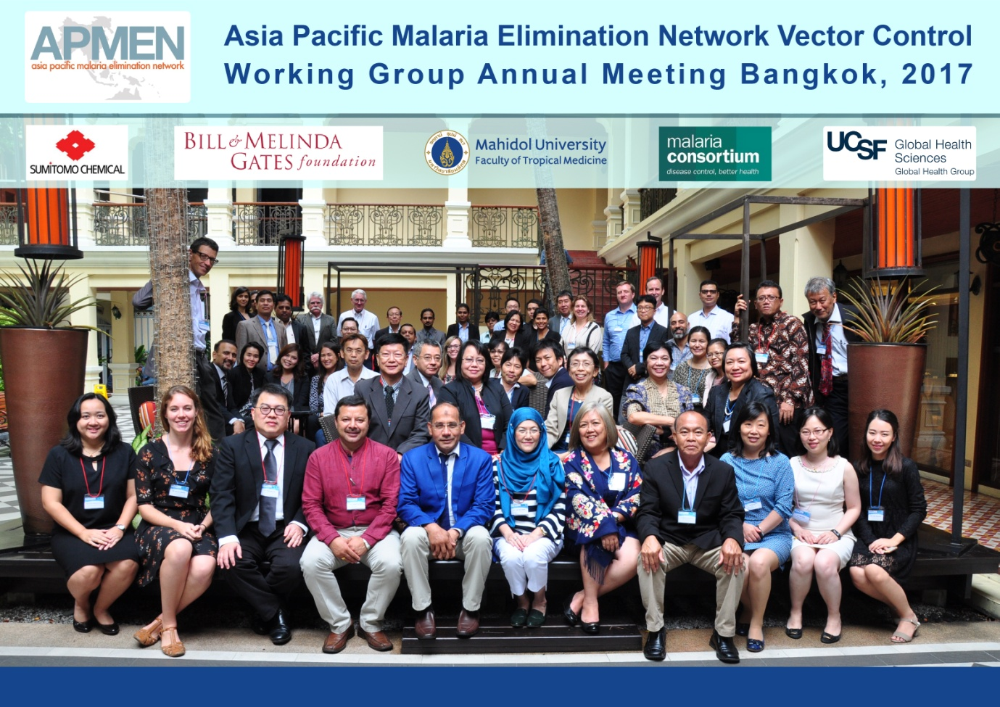 APMEN
asia pacific malaria elimination network
Asia Pacific Malaria Elimination Network Vector Control
Working Group Annual Meeting Bangkok, 2017
SUMITOMO CHEMICAL
BILL & MELINDA
GATES foundation
Mahidol University
Faculty of Tropical Medicine
malaria
consortium
disease control, better health
UCSF
Global Health
Sciences
Global Health Group